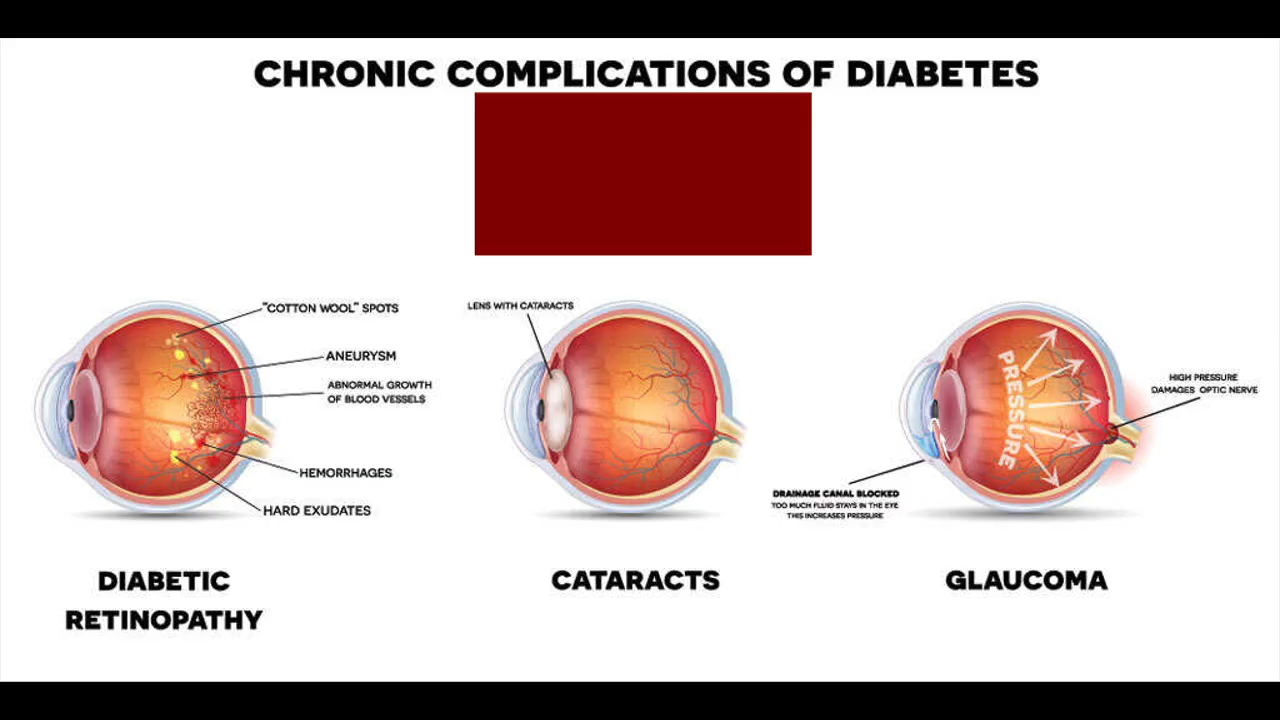 CHRONIC COMPLICATIONS OF DIABETES
"COTTON WOOL" SPOTS
ANEURYSM
ABNORMAL GROWTH
OF BLOOD VESSELS
HEMORRHAGES
HARD EXUDATES
DIABETIC
RETINOPATHY
LENS WITH CATARACTS
CATARACTS
PRESSURE
HIGH PRESSURE
DAMAGES OPTIC NERVE
DRAINAGE CANAL BLOCKED
TOO MUCH FLUID STAYS IN THE EYE
THIS INCREASES PRESSURE
GLAUCOMA